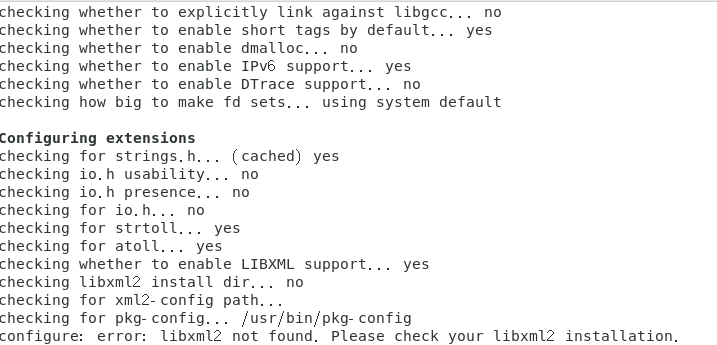 checking whether to explicitly link against libgcc... no
checking whether to enable short tags by default... yes
checking whether to enable dmalloc... no
checking whether to enable IPv6 support... yes
checking whether to enable DTrace support... no
checking how big to make fd sets... using system default
Configuring extensions
checking for strings.h... (cached) yes
checking io.h usability... no
checking io.h presence... no
checking for io.h... no
checking for strtoll... yes
checking for atoll... yes
checking whether to enable LIBXML support... yes
checking libxml2 install dir... no
checking for xml2-config path...
checking for pkg-config... /usr/bin/pkg-config
configure: error: libxml2 not found. Please check your libxml2 installation.